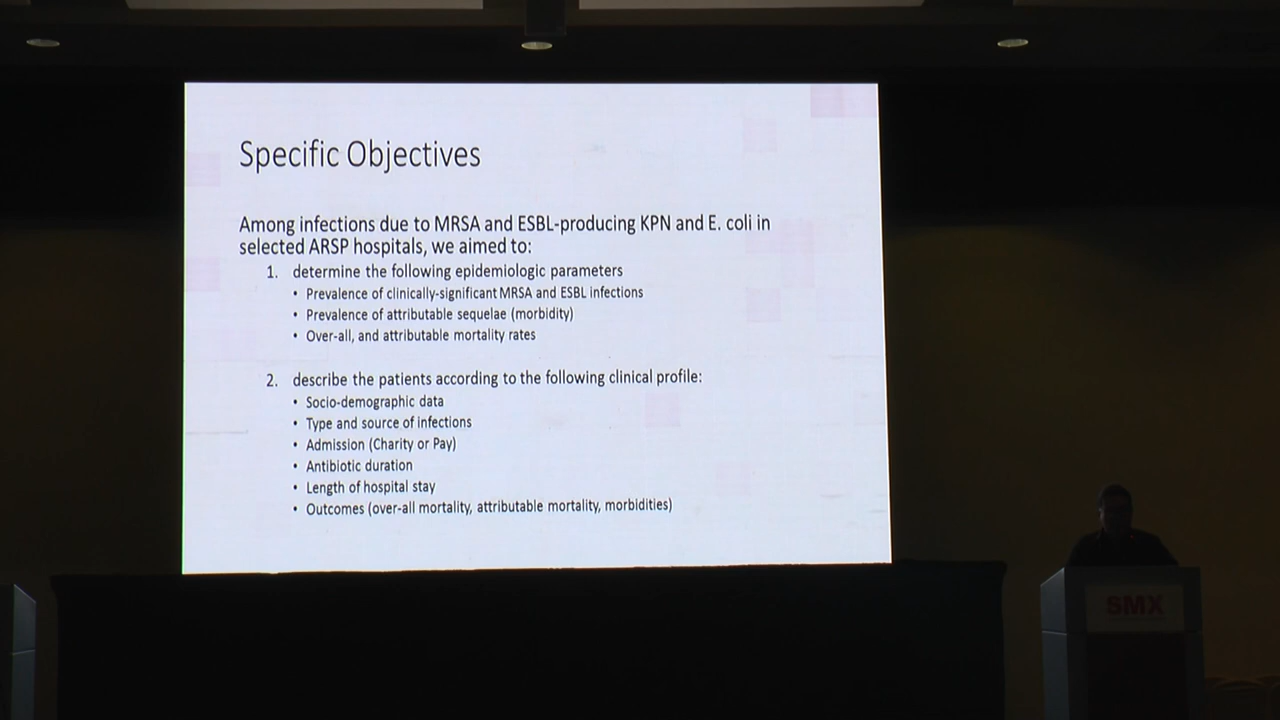 Specific Objectives
Among infections due to MRSA and ESBL-producing KPN and E. coli in
selected ARSP hospitals, we aimed to:
1. determine the following epidemiologic parameters
• Prevalence of clinically-significant MRSA and ESBL infections
• Prevalence of attributable sequelae (morbidity)
• Over-all, and attributable mortality rates
2. describe the patients according to the following clinical profile:
• Socio-demographic data
• Type and source of infections
• Admission (Charity or Pay)
• Antibiotic duration
• Length of hospital stay
• Outcomes (over-all mortality, attributable mortality, morbidities)
SMX